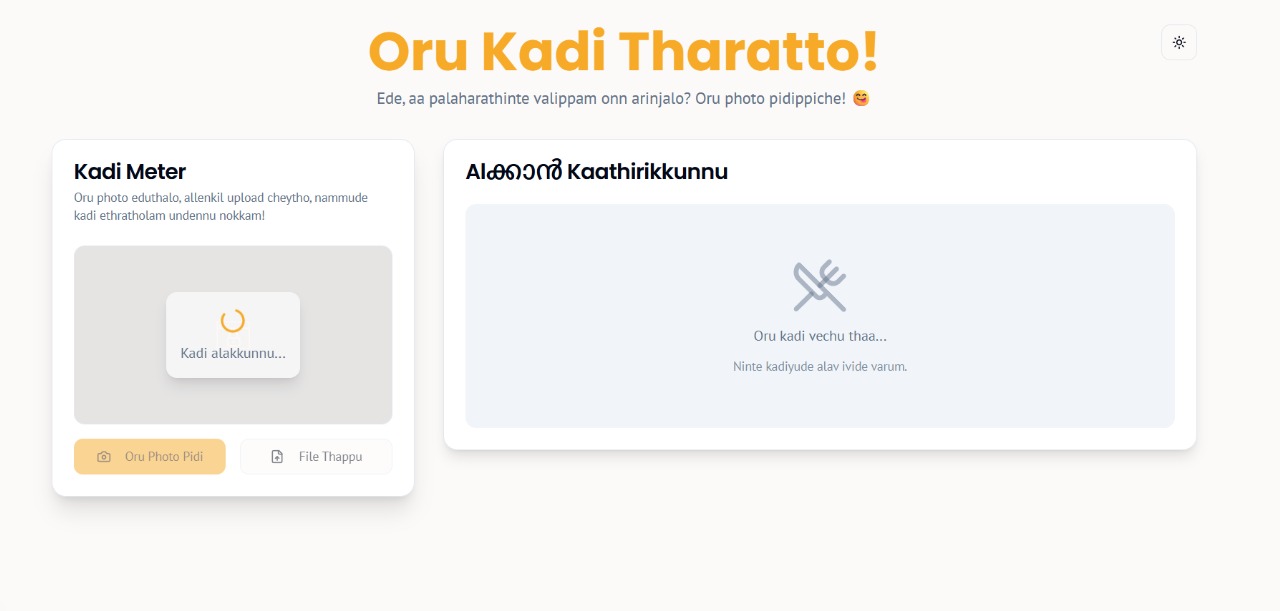 Oru Kadi Tharatto!
Ede, aa palaharathinte valippam onn arinjalo? Oru photo pidippiche! 😋
Kadi Meter
Oru photo eduthalo, allenkil upload cheytho, nammude
kadi ethratholam undennu nokkam!
Kadi alakkunnu...
Oru Photo Pidi
File Thappu
Alക്കാൻ Kaathirikkunnu
Oru kadi vechu thaa...
Ninte kadiyude alav ivide varum.